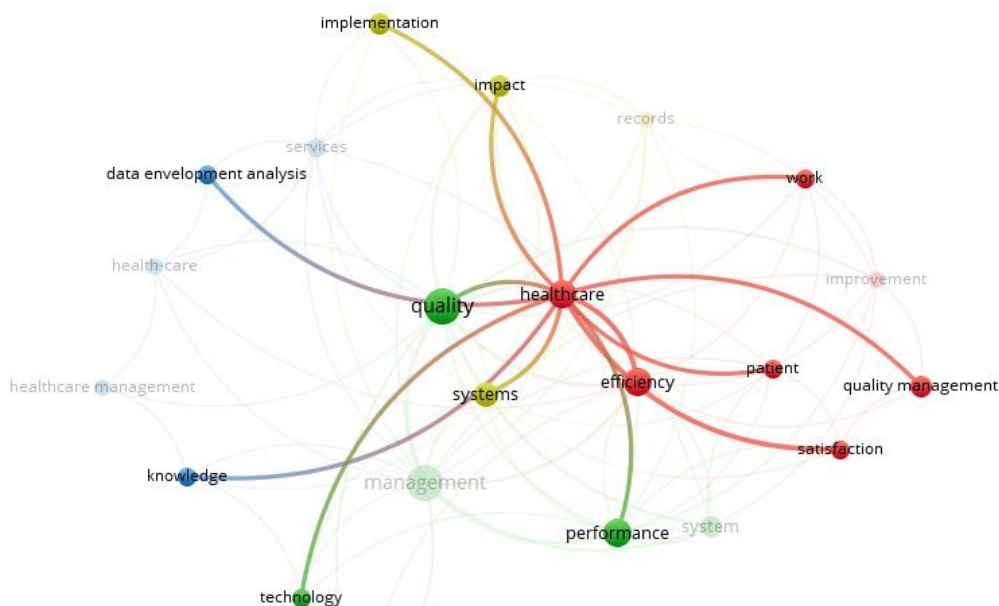 implementation
impact
records
services
data envelopment analysis
work
health-care
improvement
healthcare
quality
patient
efficiency
quality management
healthcare management
systems
satisfaction
knowledge
management
system
performance
technology